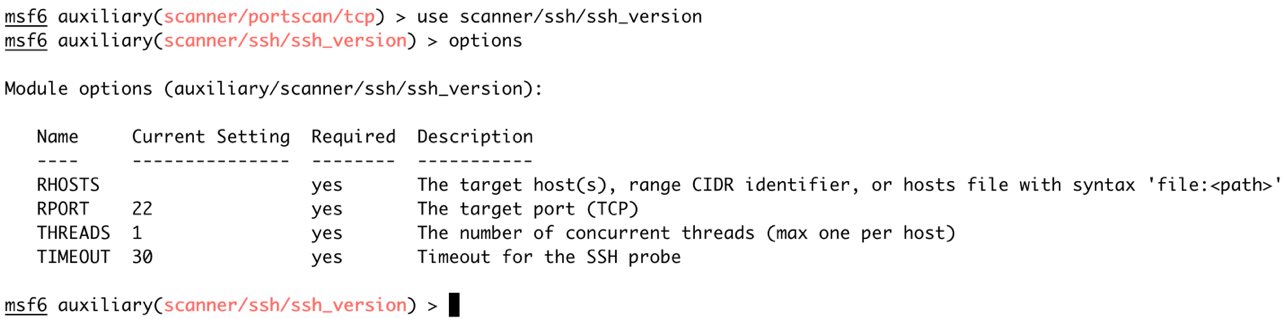 msf6 auxiliary(scanner/portscan/tcp) > use scanner/ssh/ssh_version
msf6 auxiliary(scanner/ssh/ssh_version) > options
Module options (auxiliary/scanner/ssh/ssh_version):
Name Current Setting Required Description
---- --------------- -------- -----------
RHOSTS yes The target host(s), range CIDR identifier, or hosts file with syntax 'file:<path>'
RPORT 22 yes The target port (TCP)
THREADS 1 yes The number of concurrent threads (max one per host)
TIMEOUT 30 yes Timeout for the SSH probe
msf6 auxiliary(scanner/ssh/ssh_version) >